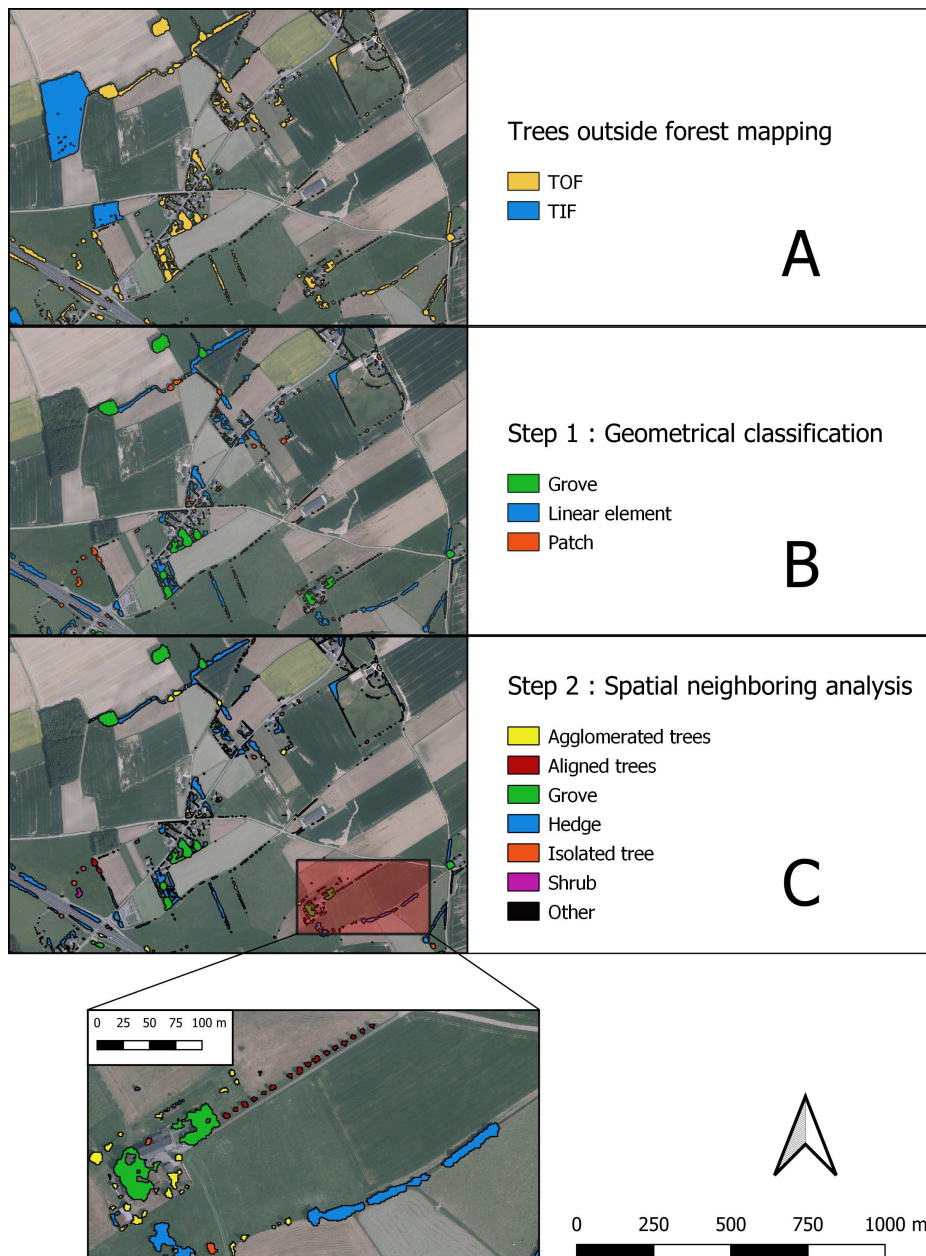 Trees outside forest mapping
TOF
TIF
A
Step 1 : Geometrical classification
Grove
Linear element
Patch
B
Step 2 : Spatial neighboring analysis
Agglomerated trees
Aligned trees
Grove
Hedge
Isolated tree
Shrub
Other
C
0 25 50 75 100 m
0 250 500 750 1000 m